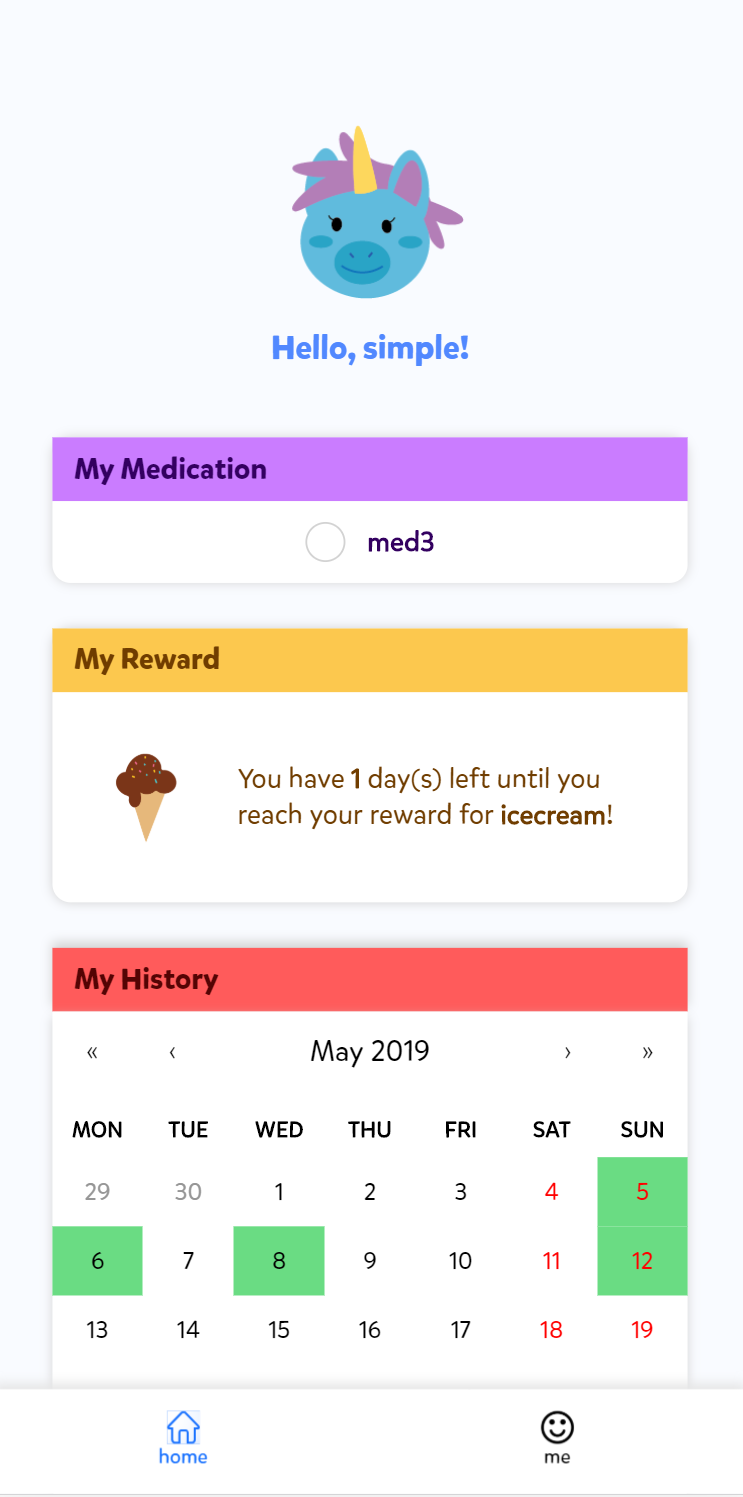 Hello, simple!
My Medication
med3
My Reward
You have 1 day(s) left until you
reach your reward for icecream!
My History
« ‹ May 2019 › »
MON TUE WED THU FRI SAT SUN
29 30 1 2 3 4 5
6 7 8 9 10 11 12
13 14 15 16 17 18 19
home me